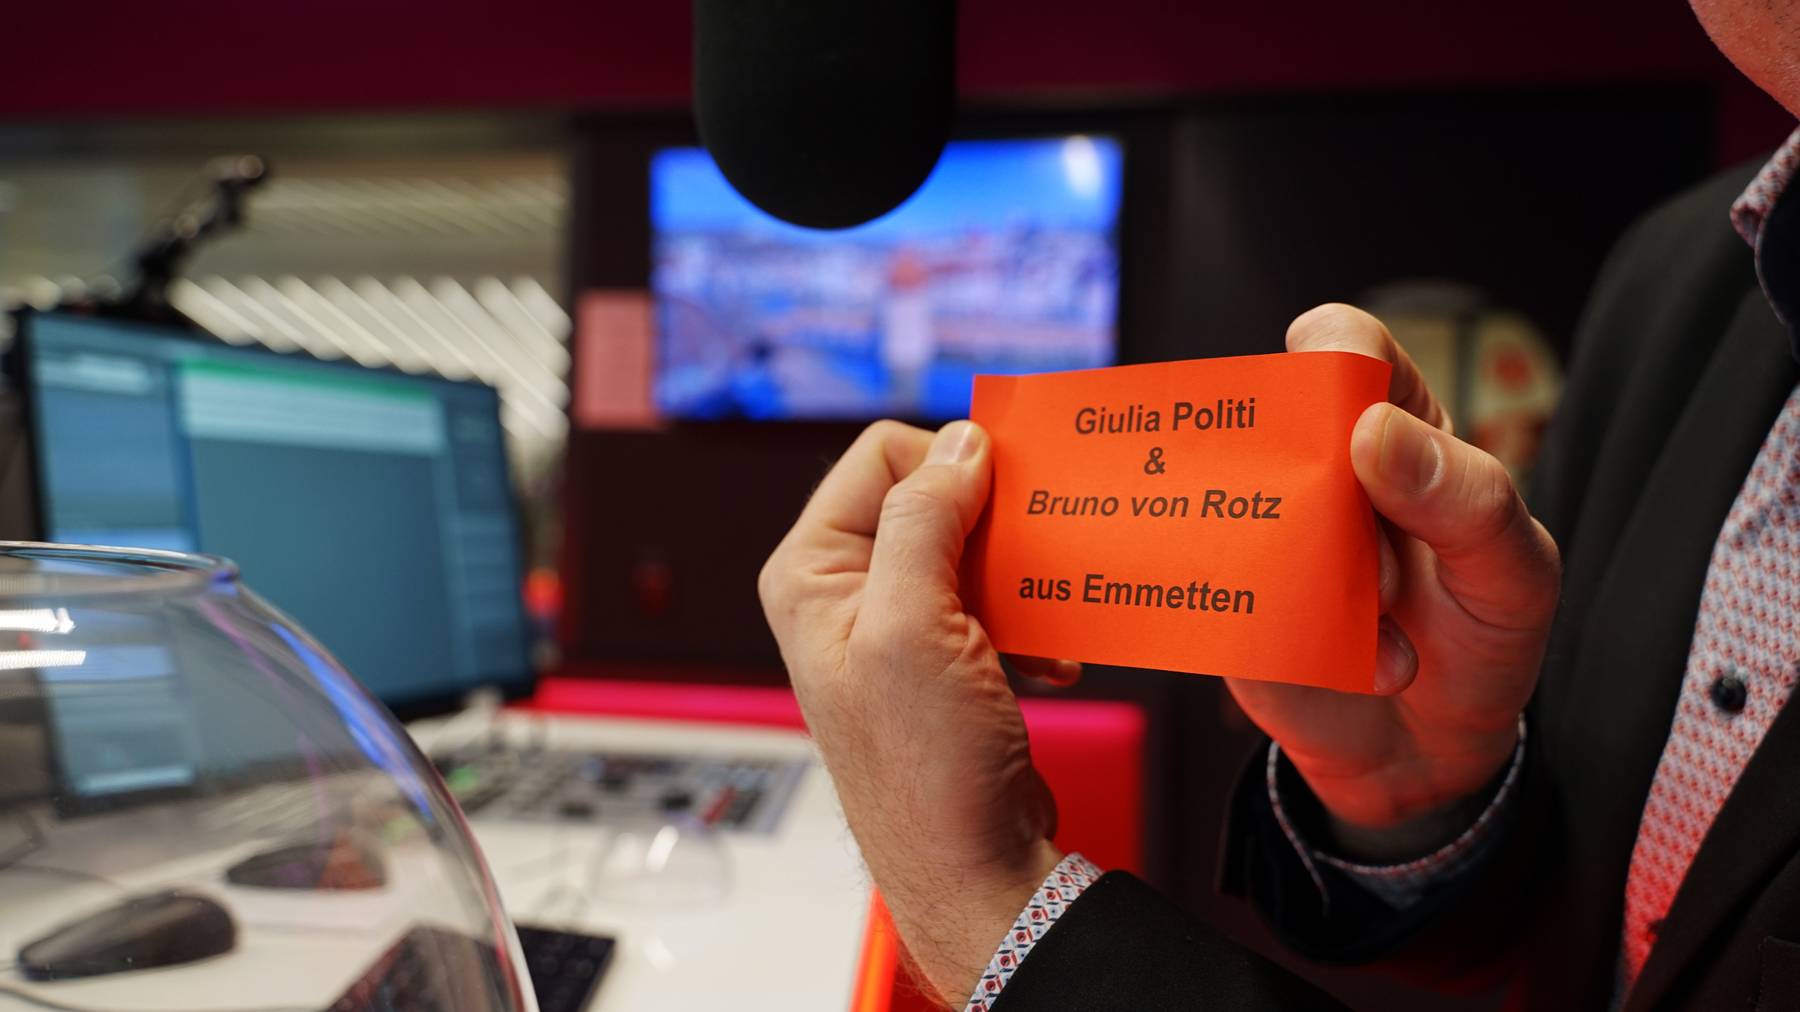 Giulia Politi
&
Bruno von Rotz
aus Emmetten